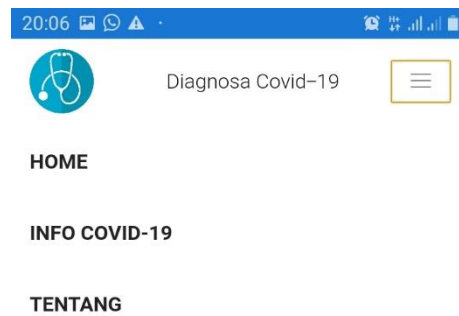 20:06
Diagnosa Covid-19
HOME
INFO COVID-19
TENTANG